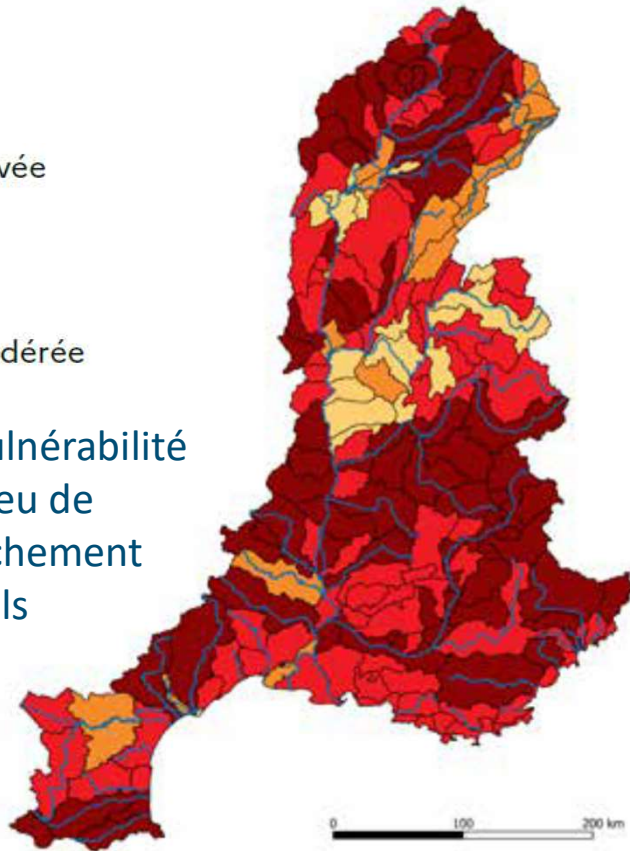 vée
dérée
ulnérabilité
eu de
chement
ls
0 100 200 km